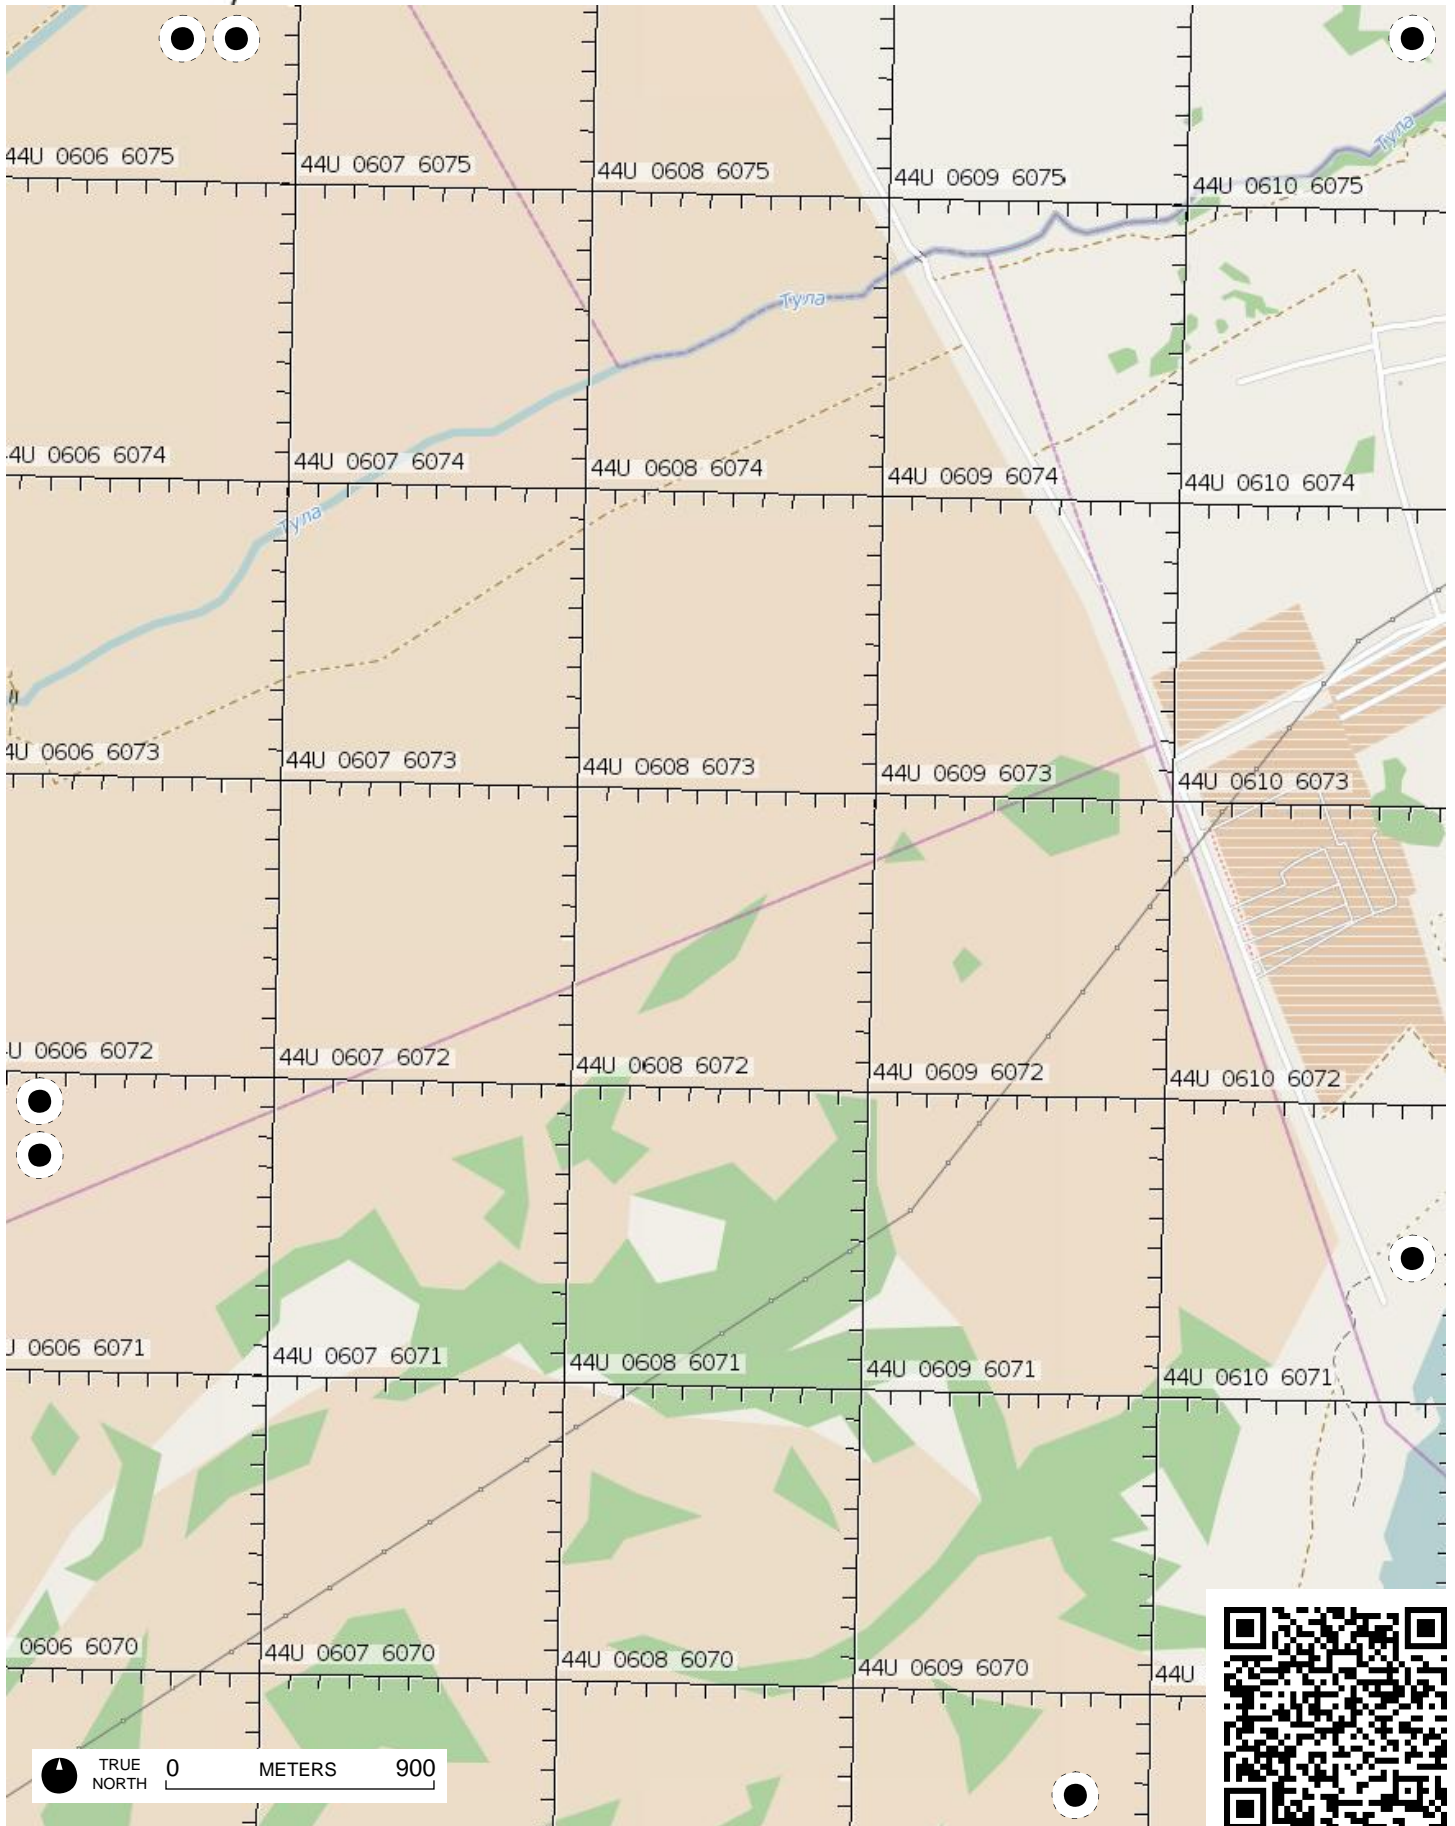 Тула
44U 0606 6075
44U 0607 6075
44U 0608 6075
44U 0609 6075
44U 0610 6075
Тула
4U 0606 6074
44U 0607 6074
44U 0608 6074
44U 0609 6074
44U 0610 6074
Тула
4U 0606 6073
44U 0607 6073
44U 0608 6073
44U 0609 6073
44U 0610 6073
U 0606 6072
44U 0607 6072
44U 0608 6072
44U 0609 6072
44U 0610 6072
U 0606 6071
44U 0607 6071
44U 0608 6071
44U 0609 6071
44U 0610 6071
0606 6070
44U 0607 6070
44U 0608 6070
44U 0609 6070
44U
TRUE NORTH
0 METERS 900